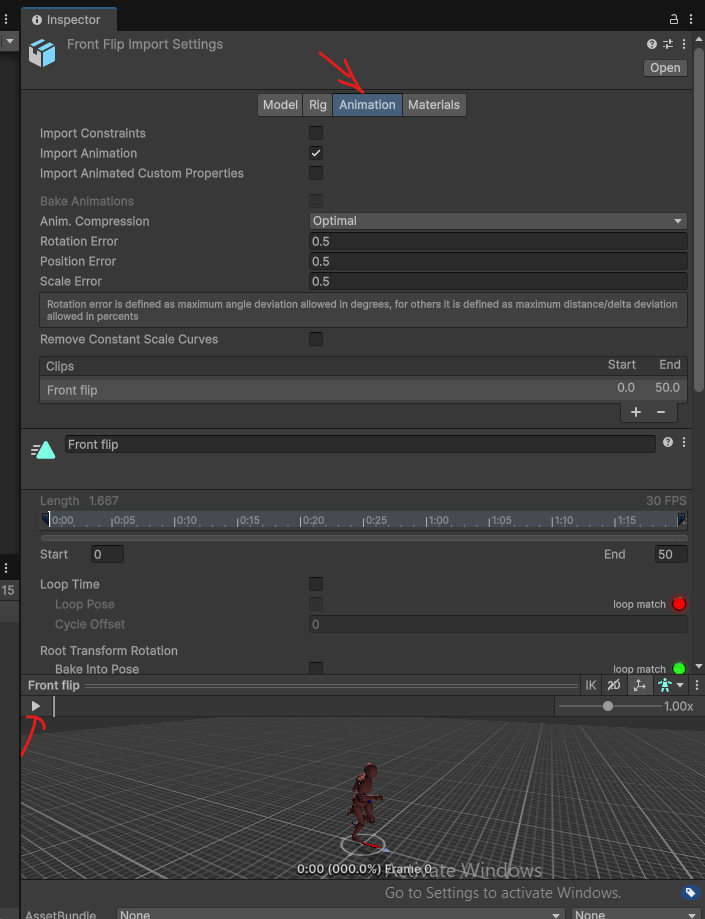 Inspector
Front Flip Import Settings
Open
Model Rig Animation Materials
Import Constraints
Import Animation
Import Animated Custom Properties
Bake Animations
Anim. Compression Optimal
Rotation Error 0.5
Position Error 0.5
Scale Error 0.5
Rotation error is defined as maximum angle deviation allowed in degrees, for others it is defined as maximum distance/delta deviation
allowed in percents
Remove Constant Scale Curves
Clips Start End
Front flip 0.0 50.0
+ −
Front flip
Length 1.667 30 FPS
0:00 0:05 0:10 0:15 0:20 0:25 1:00 1:05 1:10 1:15
Start 0 End 50
15
Loop Time
Loop Pose loop match
Cycle Offset 0
Root Transform Rotation
Bake Into Pose loop match
Front flip IK 2D
1.00x
0:00 (000.0%) Frame 0
Activate Windows
Go to Settings to activate Windows.
AssetBundle None None